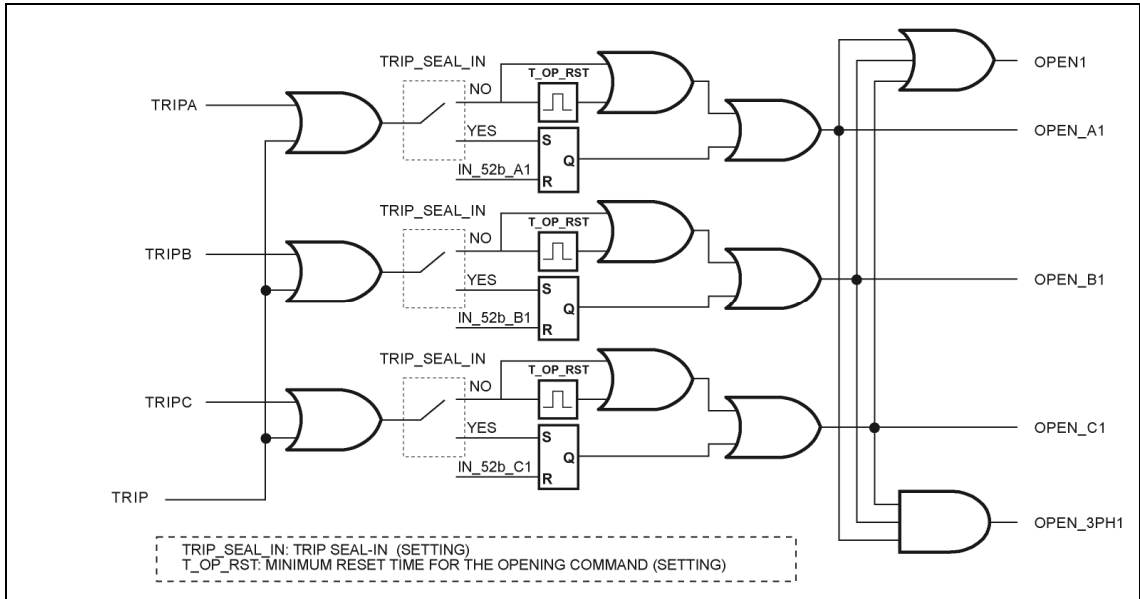 TRIP_SEAL_IN
T_OP_RST
NO
OPEN1
TRIPA
YES
S
Q
R
IN_52b_A1
OPEN_A1
TRIP_SEAL_IN
T_OP_RST
NO
TRIPB
YES
S
Q
R
IN_52b_B1
OPEN_B1
TRIP_SEAL_IN
T_OP_RST
NO
TRIPC
YES
S
Q
R
IN_52b_C1
OPEN_C1
TRIP
OPEN_3PH1
TRIP_SEAL_IN: TRIP SEAL-IN (SETTING)
T_OP_RST: MINIMUM RESET TIME FOR THE OPENING COMMAND (SETTING)